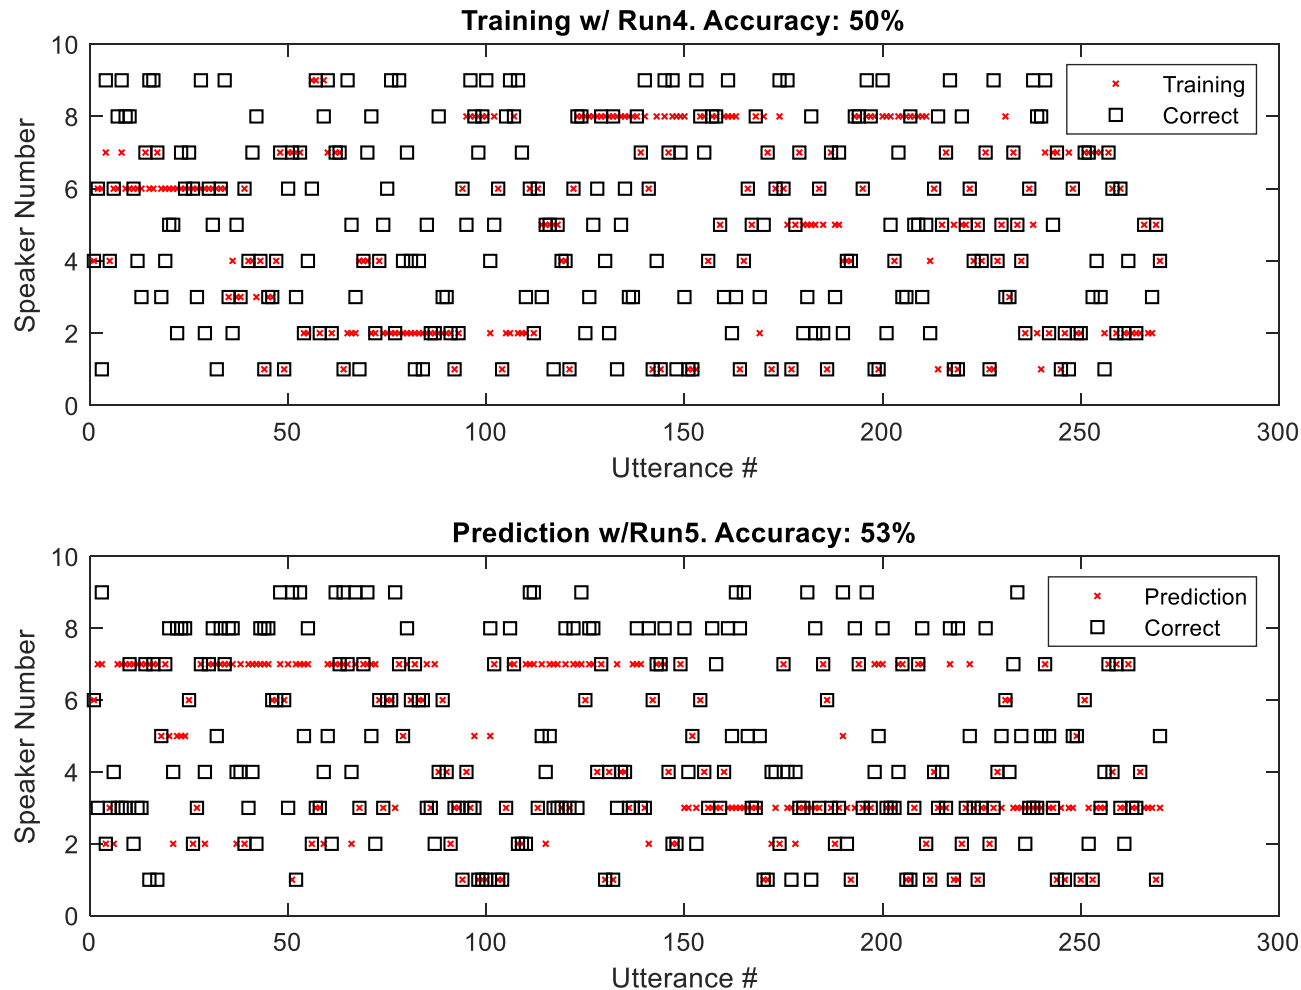 Training w/ Run4. Accuracy: 50%
10
8
6
4
2
0
Speaker Number
Training
Correct
0 50 100 150 200 250 300
Utterance #
Prediction w/Run5. Accuracy: 53%
10
8
6
4
2
0
Speaker Number
Prediction
Correct
0 50 100 150 200 250 300
Utterance #